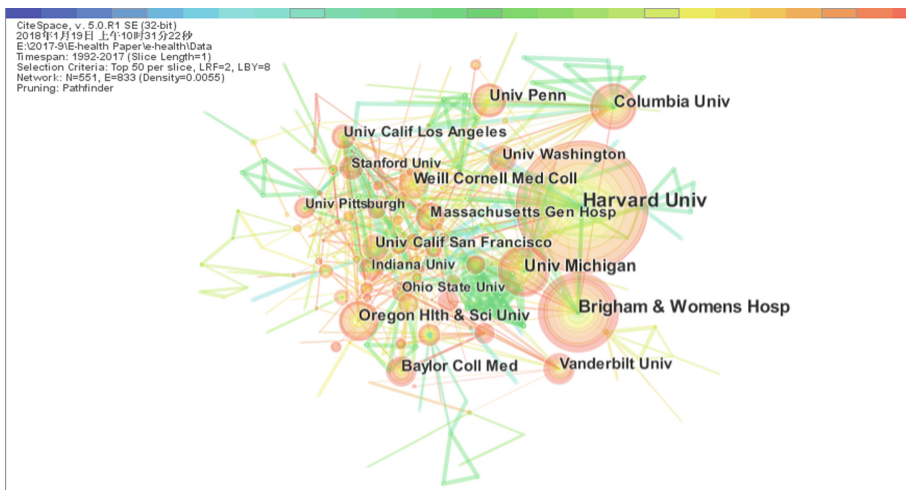 CiteSpace, v. 5.0.R1 SE (32-bit)
2018年1月19日 上午10时31分22秒
E:\2017-9\E-health Paper\e-health\Data
Timespan: 1992-2017 (Slice Length=1)
Selection Criteria: Top 50 per slice, LRF=2, LBY=8
Network: N=551, E=833 (Density=0.0055)
Pruning: Pathfinder
Univ Penn
Columbia Univ
Univ Calif Los Angeles
Univ Washington
Stanford Univ
Weill Cornell Med Coll
Harvard Univ
Univ Pittsburgh
Massachusetts Gen Hosp
Univ Calif San Francisco
Indiana Univ
Univ Michigan
Ohio State Univ
Brigham & Womens Hosp
Oregon Hlth & Sci Univ
Baylor Coll Med
Vanderbilt Univ